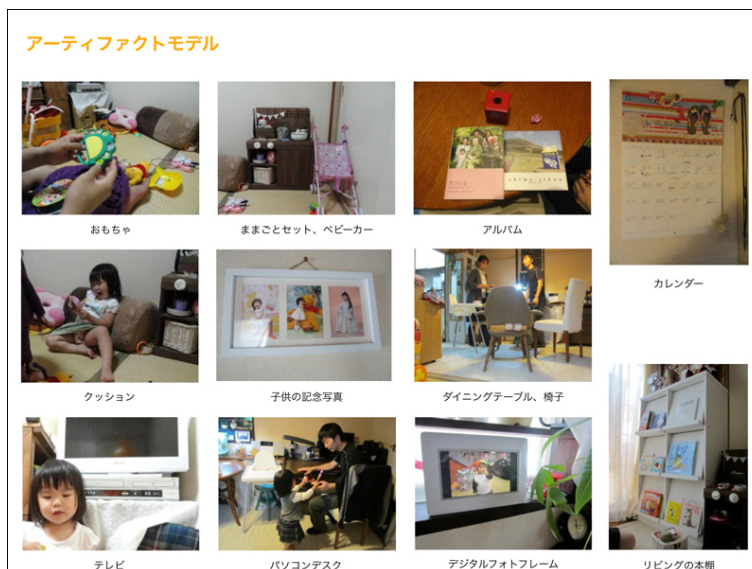 アーティファクトモデル
おもちゃ
ままごとセット、ベビーカー
アルバム
カレンダー
クッション
子供の記念写真
ダイニングテーブル、椅子
テレビ
パソコンデスク
デジタルフォトフレーム
リビングの本棚